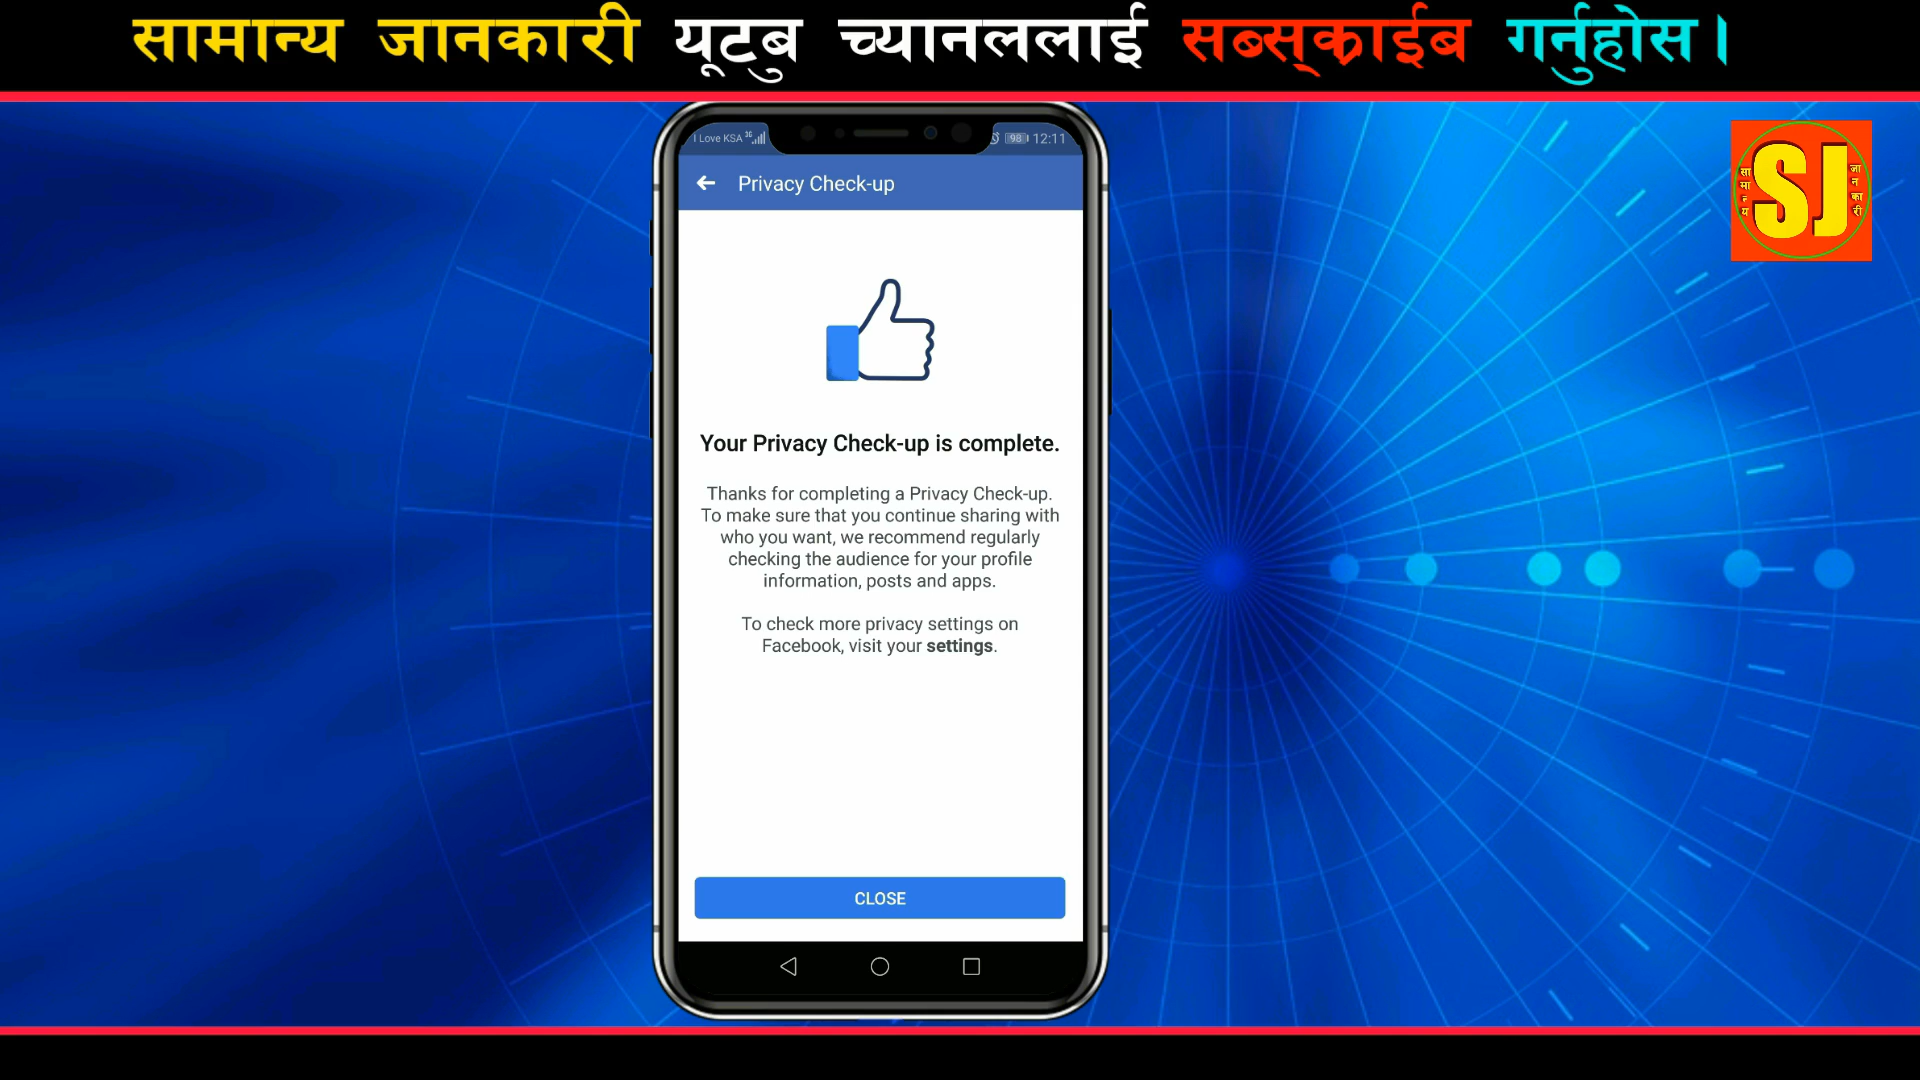 सामान्य जानकारी यूटुब च्यानललाई सब्स्क्राईब गर्नुहोस।
I Love KSA 3G 98 12:11
Privacy Check-up
SJ
सामान्य
जानकारी
Your Privacy Check-up is complete.
Thanks for completing a Privacy Check-up.
To make sure that you continue sharing with
who you want, we recommend regularly
checking the audience for your profile
information, posts and apps.
To check more privacy settings on
Facebook, visit your settings.
CLOSE